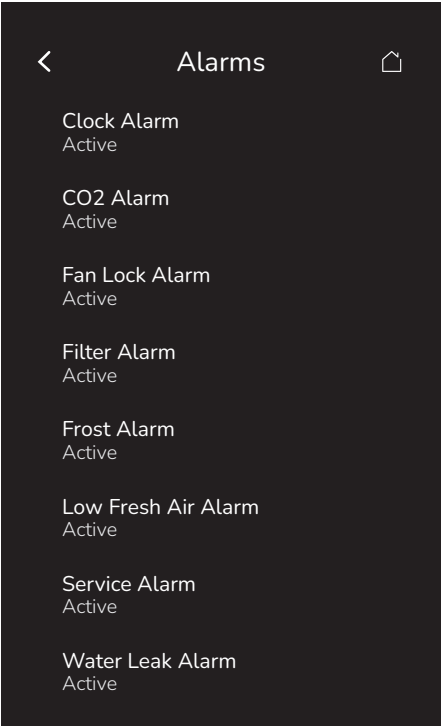 Alarms
Clock Alarm
Active
CO2 Alarm
Active
Fan Lock Alarm
Active
Filter Alarm
Active
Frost Alarm
Active
Low Fresh Air Alarm
Active
Service Alarm
Active
Water Leak Alarm
Active